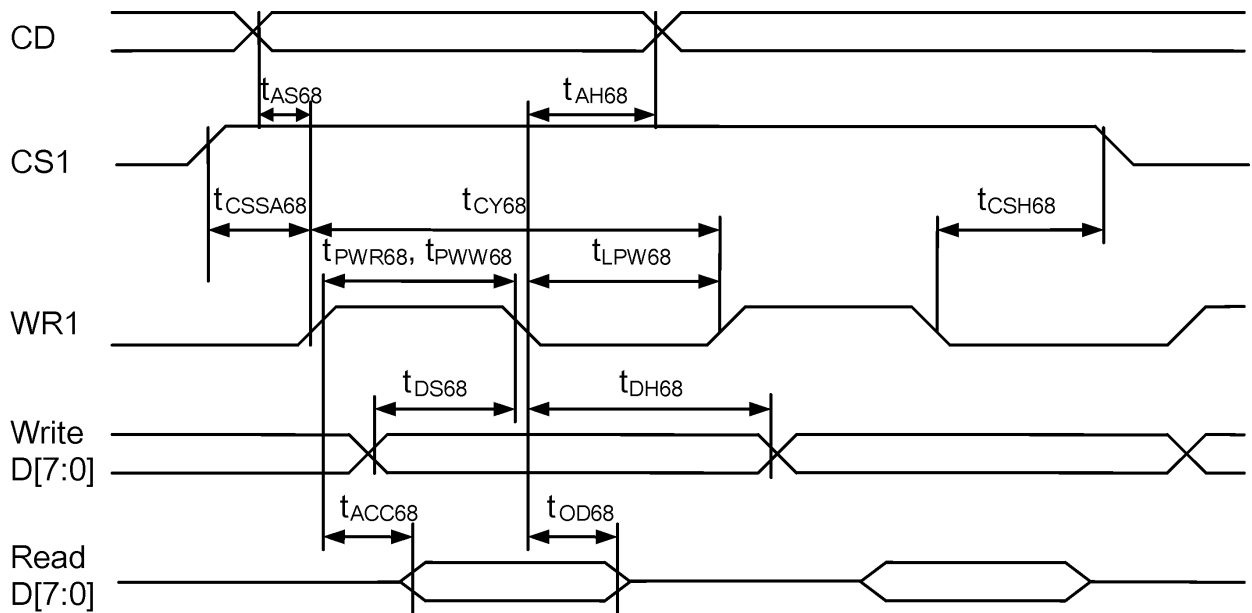 CD
tAS68
tAH68
CS1
tCSSA68
tCY68
tCSH68
tPWR68, tPWW68
tLPW68
WR1
tDS68
tDH68
Write
D[7:0]
tACC68
tOD68
Read
D[7:0]